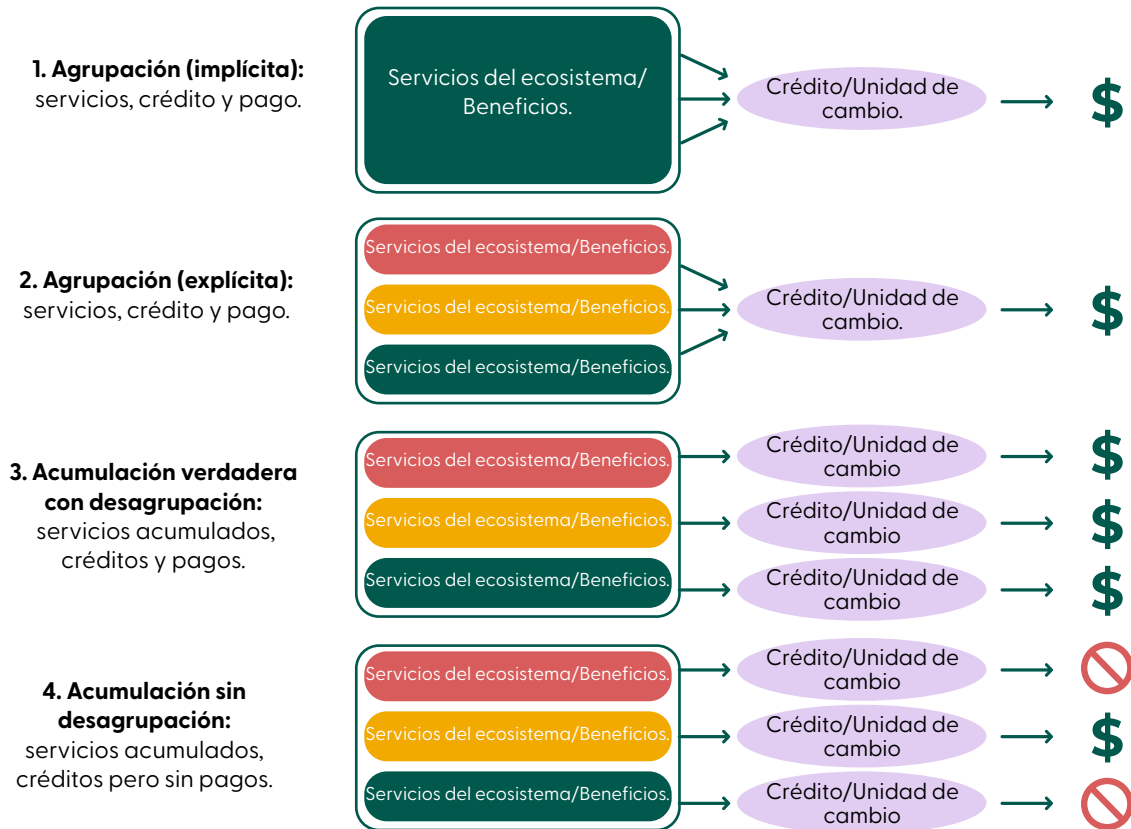 1. Agrupación (implícita):
servicios, crédito y pago.
Servicios del ecosistema/
Beneficios.
Crédito/Unidad de
cambio.
$
2. Agrupación (explícita):
servicios, crédito y pago.
Servicios del ecosistema/Beneficios.
Servicios del ecosistema/Beneficios.
Servicios del ecosistema/Beneficios.
Crédito/Unidad de
cambio.
$
3. Acumulación verdadera
con desagrupación:
servicios acumulados,
créditos y pagos.
Servicios del ecosistema/Beneficios.
Crédito/Unidad de
cambio
$
Servicios del ecosistema/Beneficios.
Crédito/Unidad de
cambio
$
Servicios del ecosistema/Beneficios.
Crédito/Unidad de
cambio
$
4. Acumulación sin
desagrupación:
servicios acumulados,
créditos pero sin pagos.
Servicios del ecosistema/Beneficios.
Crédito/Unidad de
cambio
Servicios del ecosistema/Beneficios.
Crédito/Unidad de
cambio
$
Servicios del ecosistema/Beneficios.
Crédito/Unidad de
cambio